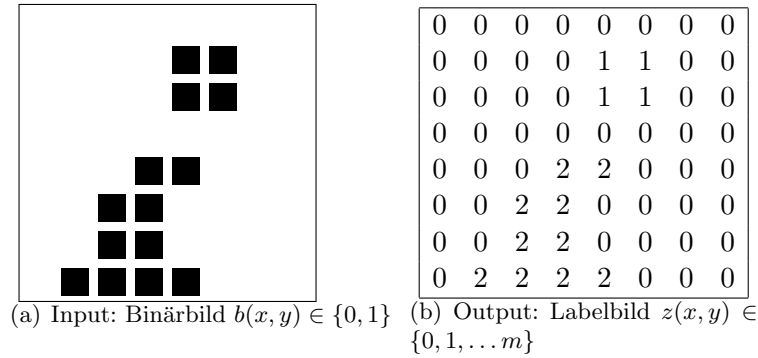 0 0 0 0 0 0 0 0
0 0 0 0 1 1 0 0
0 0 0 0 1 1 0 0
0 0 0 0 0 0 0 0
0 0 0 2 2 0 0 0
0 0 2 2 0 0 0 0
0 0 2 2 0 0 0 0
0 2 2 2 2 0 0 0
(a) Input: Binärbild b(x, y) ∈ {0, 1}
(b) Output: Labelbild z(x, y) ∈
{0, 1, . . . m}